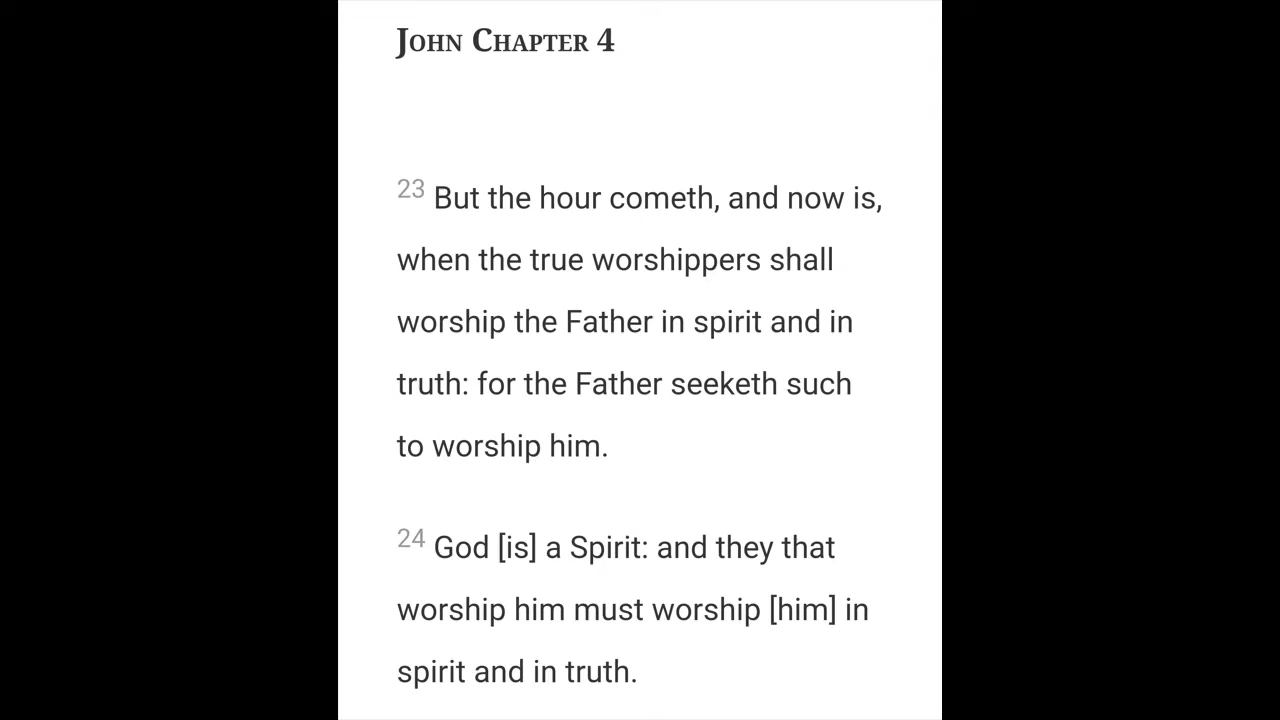 John Chapter 4
23 But the hour cometh, and now is,
when the true worshippers shall
worship the Father in spirit and in
truth: for the Father seeketh such
to worship him.
24 God [is] a Spirit: and they that
worship him must worship [him] in
spirit and in truth.